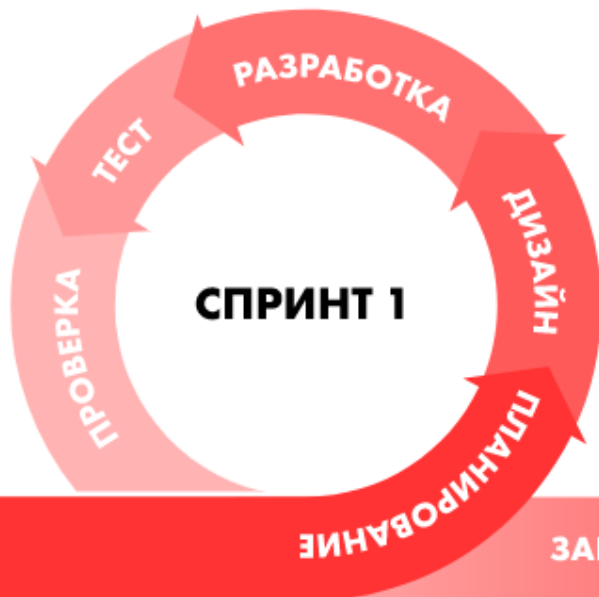 РАЗРАБОТКА
ТЕСТ
ДИЗАЙН
СПРИНТ 1
ПРОВЕРКА
ПЛАНИРОВАНИЕ